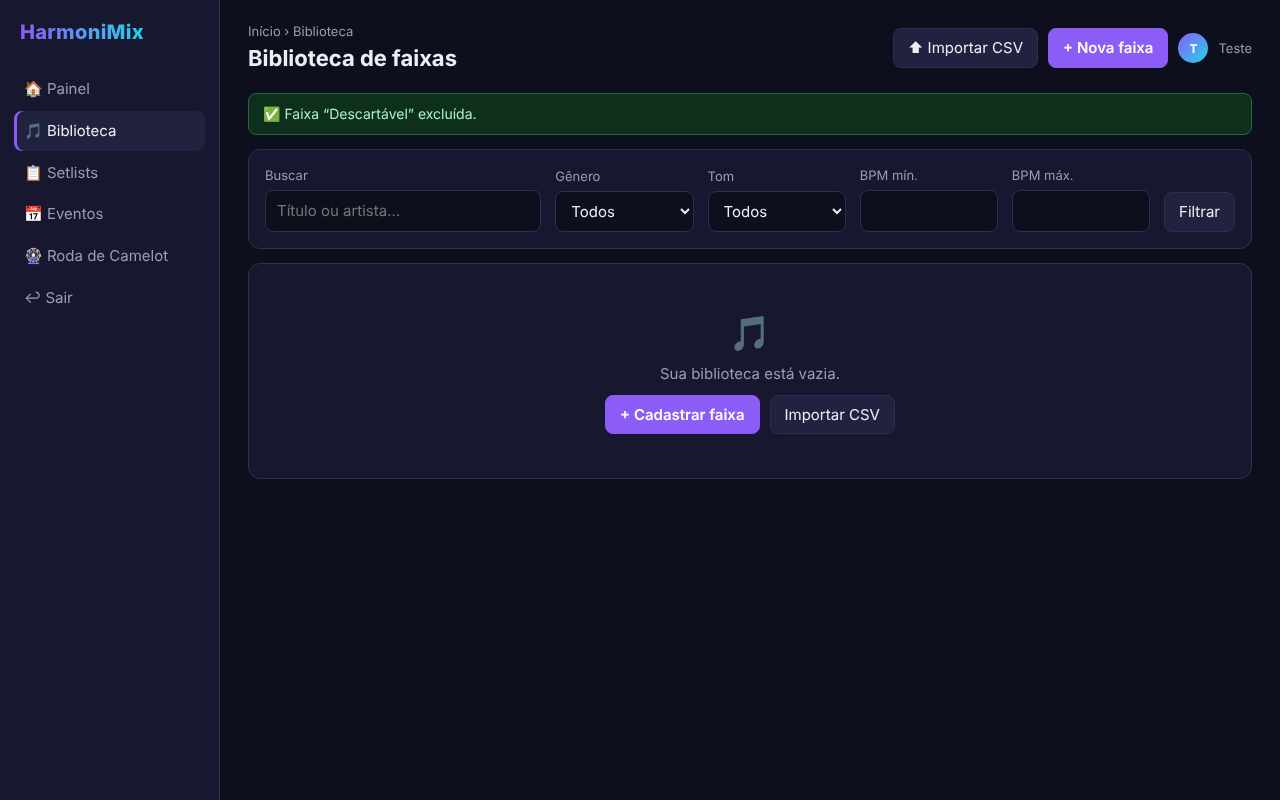 HarmoniMix
Painel
Biblioteca
Setlists
Eventos
Roda de Camelot
Sair
Início › Biblioteca
Biblioteca de faixas
Importar CSV
+ Nova faixa
T
Teste
Faixa “Descartável” excluída.
Buscar
Título ou artista...
Gênero
Todos
Tom
Todos
BPM mín.
BPM máx.
Filtrar
Sua biblioteca está vazia.
+ Cadastrar faixa
Importar CSV